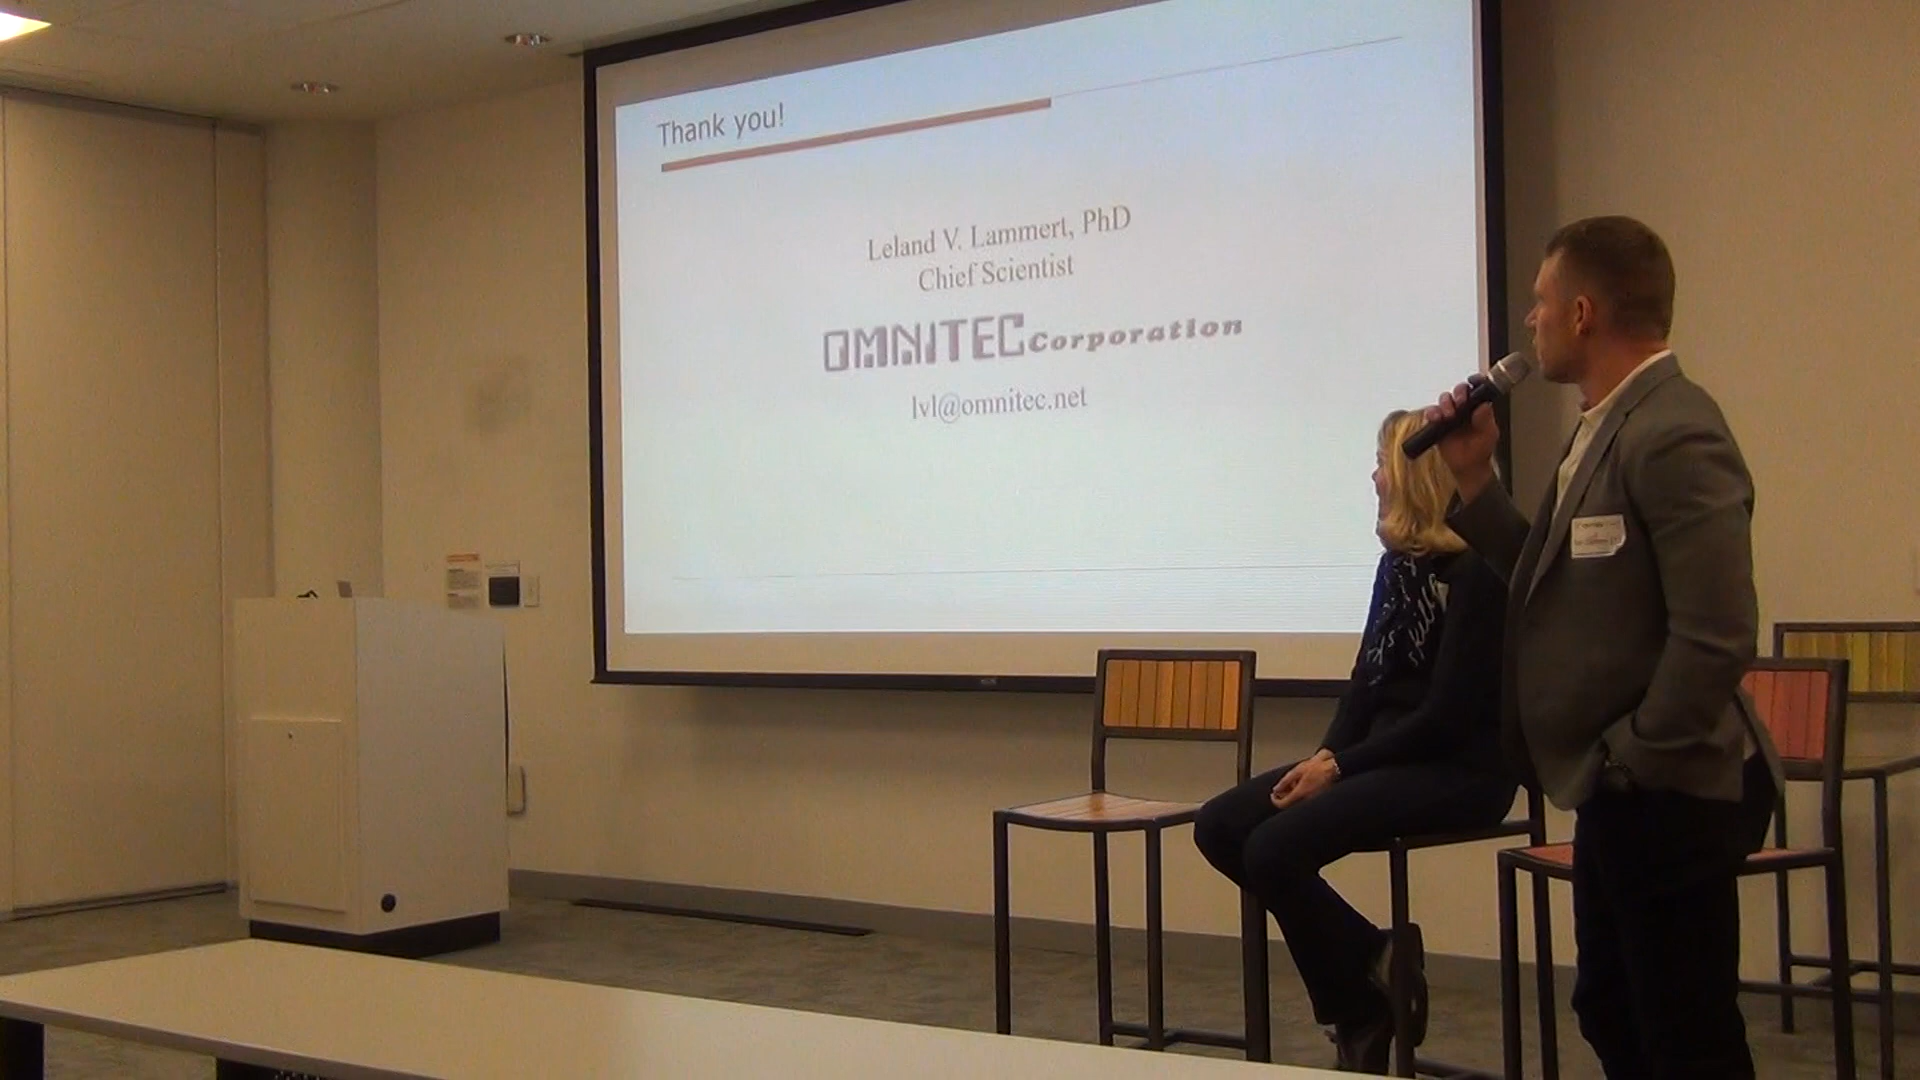 Thank you!
Leland V. Lammert, PhD
Chief Scientist
OMNITEC Corporation
lvl@omnitec.net